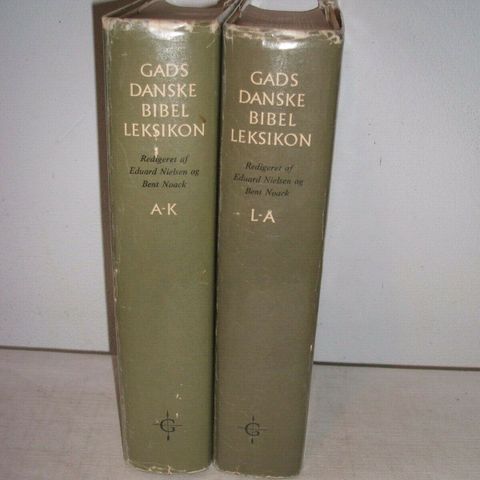 GADS
DANSKE
BIBEL
LEKSIKON
Redigeret af
Eduard Nielsen og
Bent Noack
A-K
G
GADS
DANSKE
BIBEL
LEKSIKON
Redigeret af
Eduard Nielsen og
Bent Noack
L-A
G